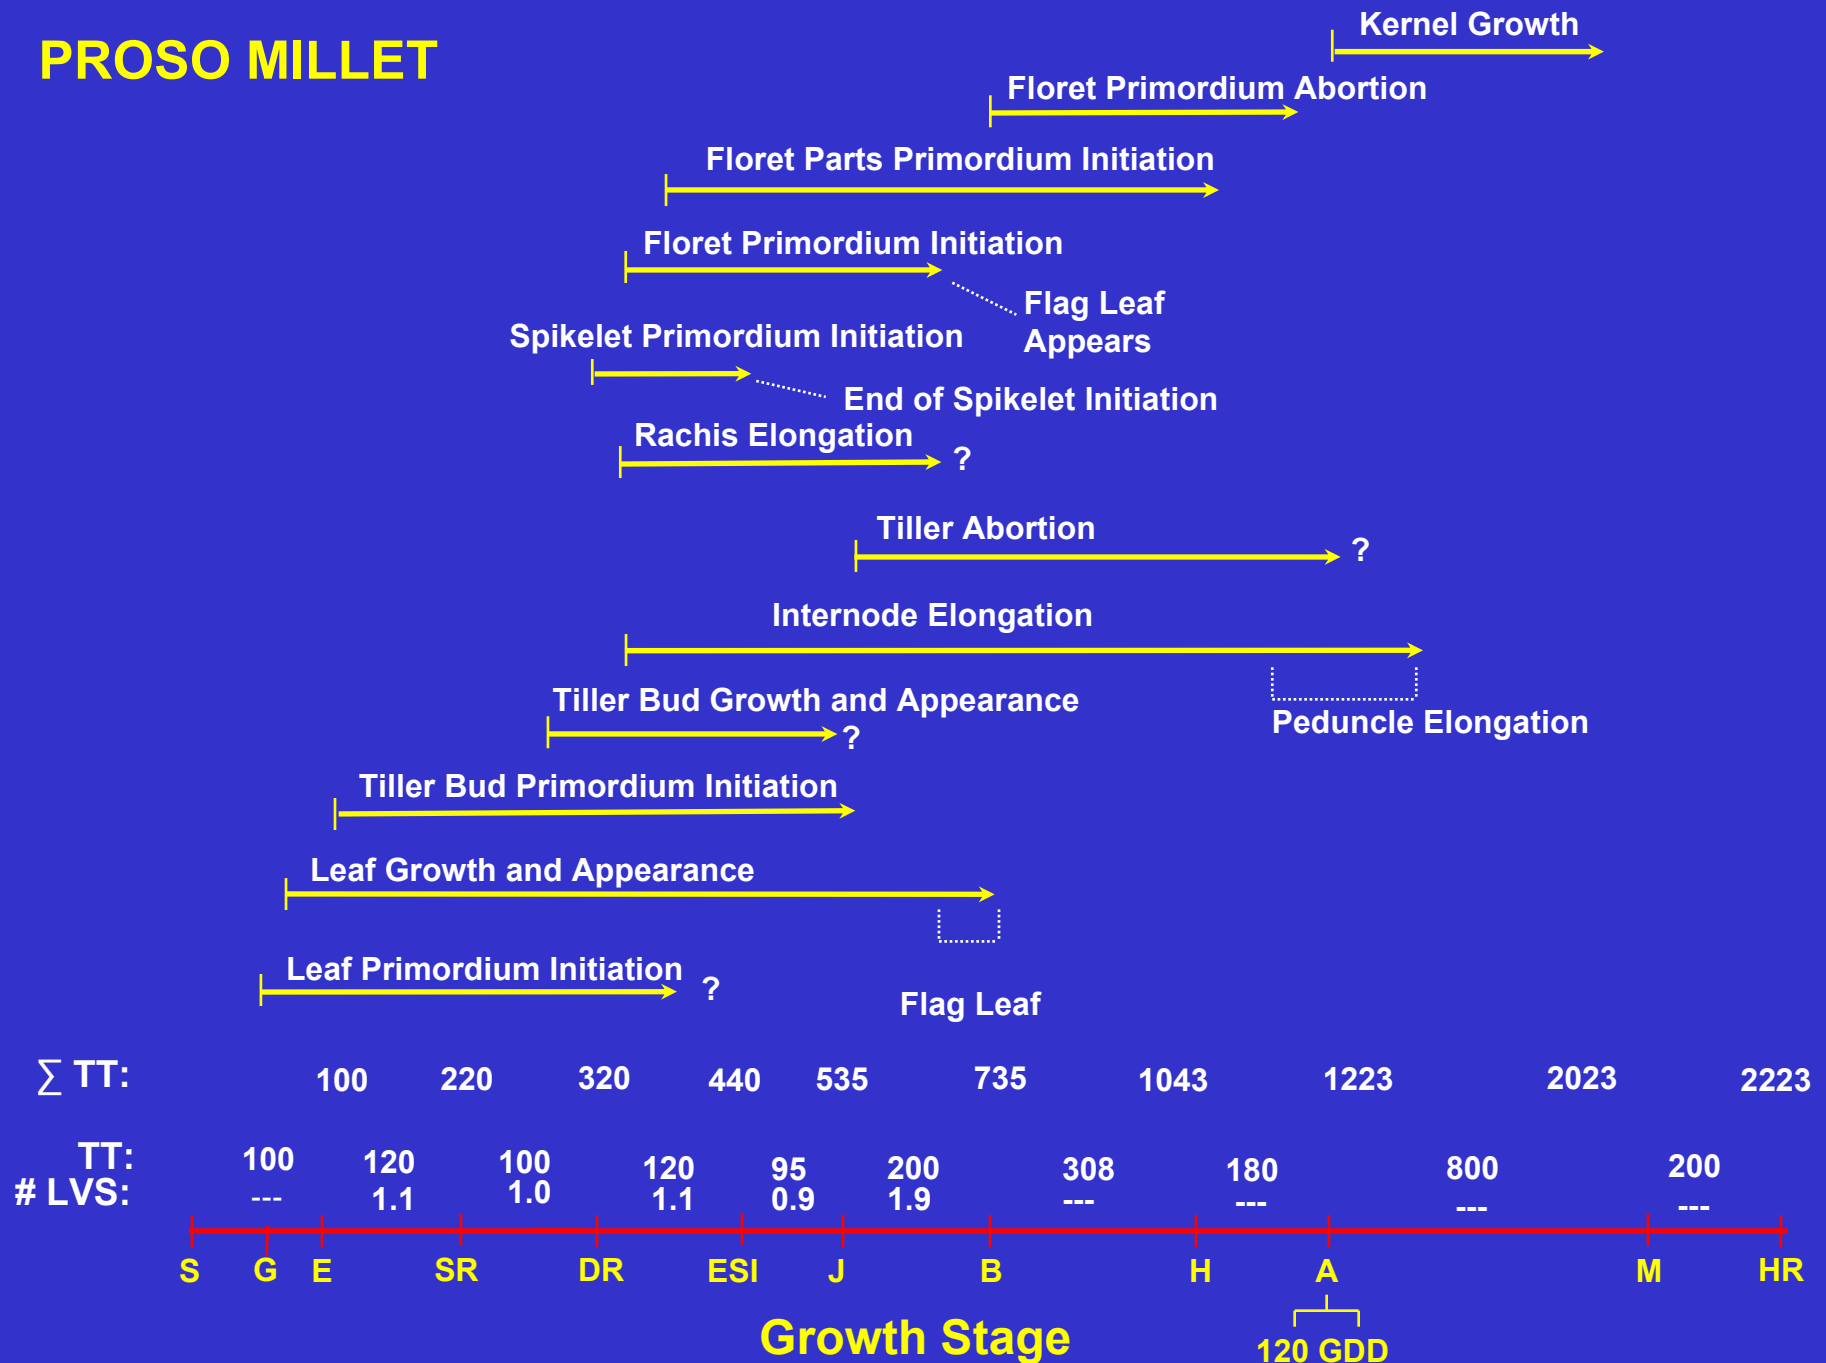 PROSO MILLET
Kernel Growth
Floret Primordium Abortion
Floret Parts Primordium Initiation
Floret Primordium Initiation
Flag Leaf
Appears
Spikelet Primordium Initiation
End of Spikelet Initiation
Rachis Elongation
?
Tiller Abortion
?
Internode Elongation
Peduncle Elongation
Tiller Bud Growth and Appearance
?
Tiller Bud Primordium Initiation
Leaf Growth and Appearance
Flag Leaf
Leaf Primordium Initiation
?
∑ TT: 100 220 320 440 535 735 1043 1223 2023 2223
TT: 100 120 100 120 95 200 308 180 800 200
# LVS: --- 1.1 1.0 1.1 0.9 1.9 --- --- --- ---
S G E SR DR ESI J B H A M HR
Growth Stage
120 GDD